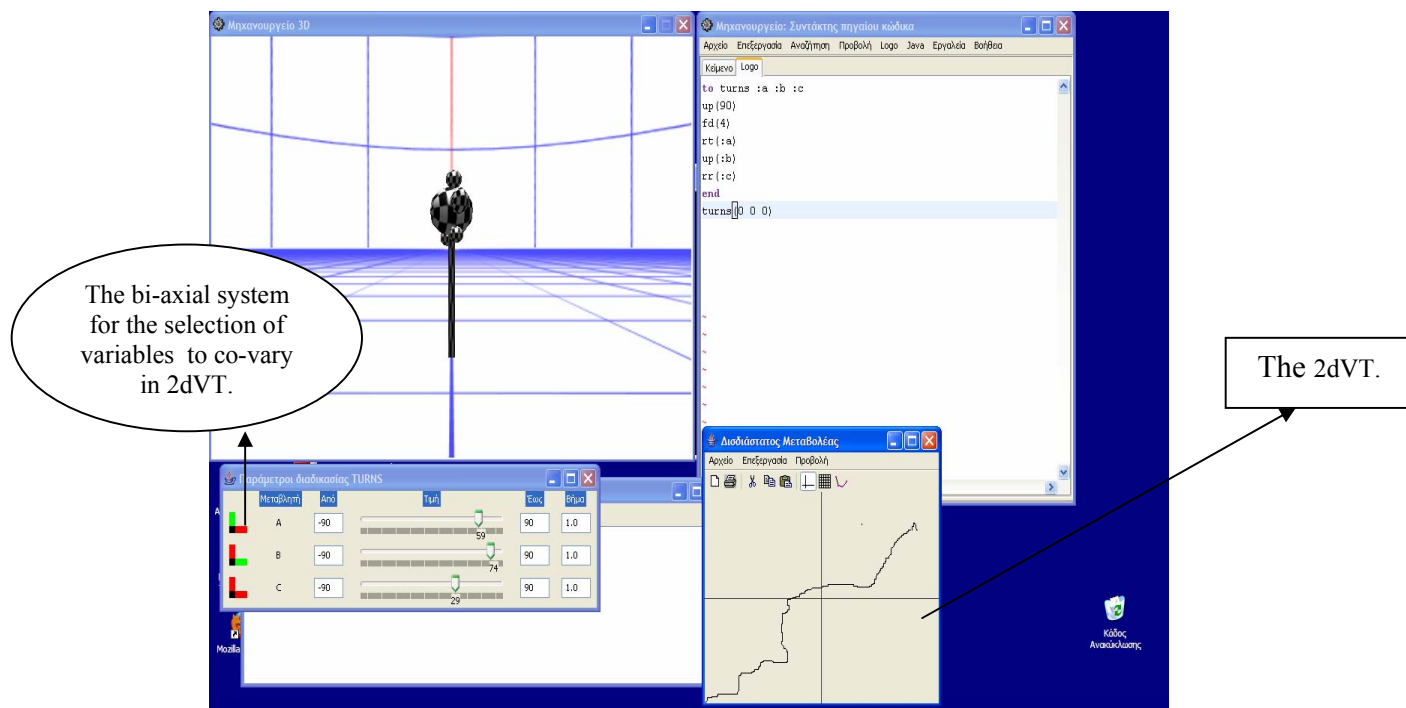 Μηχανουργείο 3D
Μηχανουργείο: Συντάκτης πηγαίου κώδικα
Αρχείο Επεξεργασία Αναζήτηση Προβολή Logo Java Εργαλεία Βοήθεια
Κείμενο Logo
to turns :a :b :c
up(90)
fd(4)
rt(:a)
up(:b)
rr(:c)
end
turns(0 0 0)
~
~
~
~
~
~
The bi-axial system
for the selection of
variables to co-vary
in 2dVT.
The 2dVT.
Δισδιάστατος Μεταβολέας
Αρχείο Επεξεργασία Προβολή
Παράμετροι διαδικασίας TURNS
Μεταβλητή Από Τιμή Έως Βήμα
A -90 59 90 1.0
B -90 74 90 1.0
C -90 29 90 1.0
Mozilla
Κάδος
Ανακύκλωσης